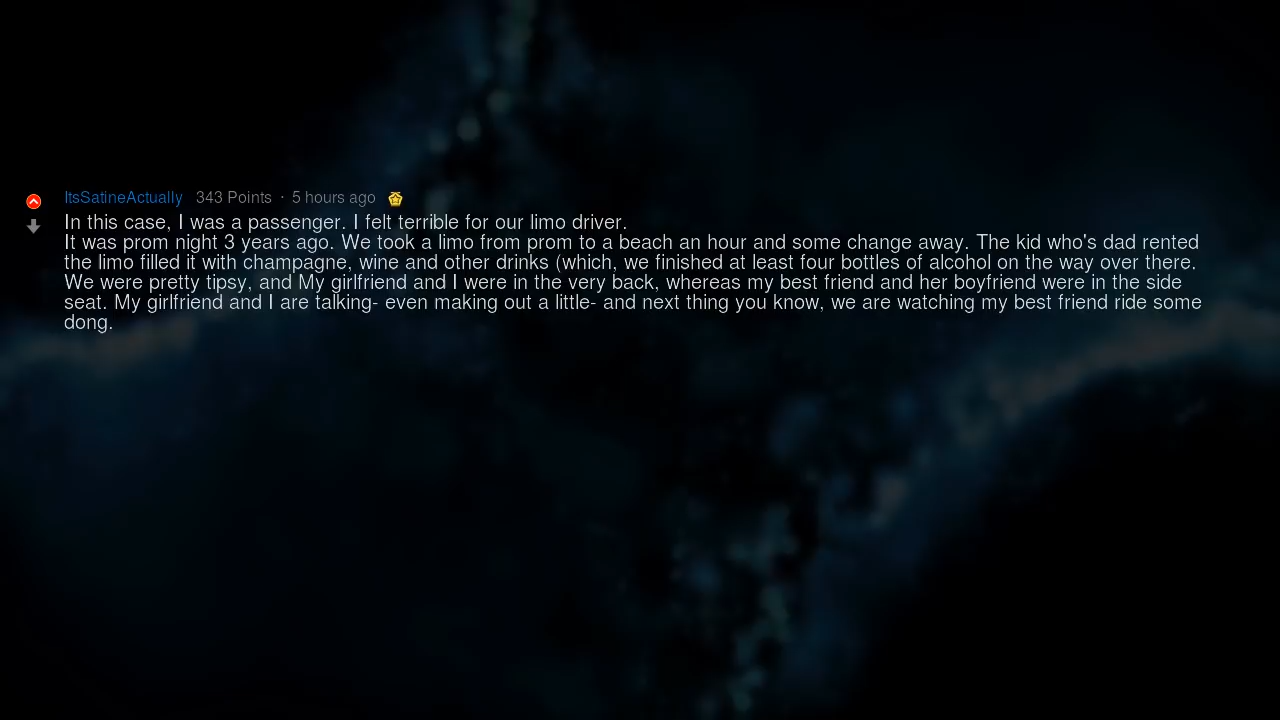 ItsSatineActually 343 Points · 5 hours ago
In this case, I was a passenger. I felt terrible for our limo driver.
It was prom night 3 years ago. We took a limo from prom to a beach an hour and some change away. The kid who's dad rented
the limo filled it with champagne, wine and other drinks (which, we finished at least four bottles of alcohol on the way over there.
We were pretty tipsy, and My girlfriend and I were in the very back, whereas my best friend and her boyfriend were in the side
seat. My girlfriend and I are talking- even making out a little- and next thing you know, we are watching my best friend ride some
dong.